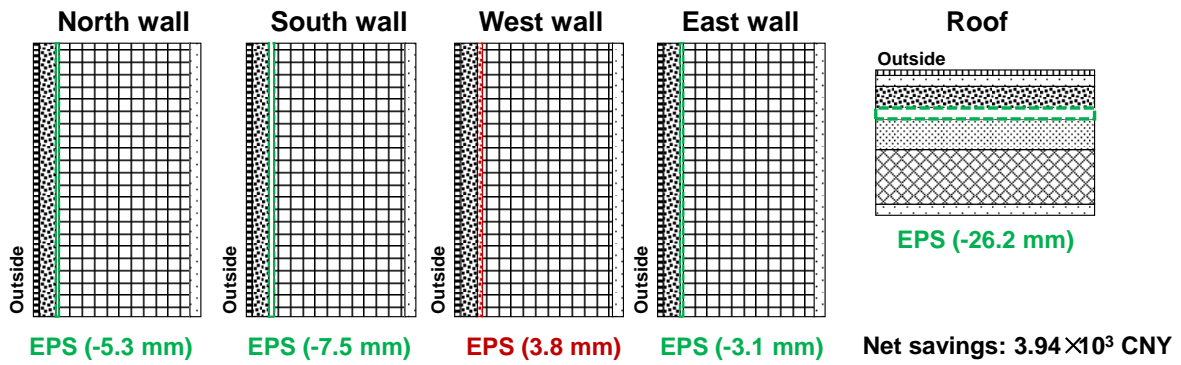 North wall
South wall
West wall
East wall
Roof
Outside
Outside
Outside
Outside
Outside
EPS (-5.3 mm)
EPS (-7.5 mm)
EPS (3.8 mm)
EPS (-3.1 mm)
EPS (-26.2 mm)
Net savings: 3.94×10³ CNY